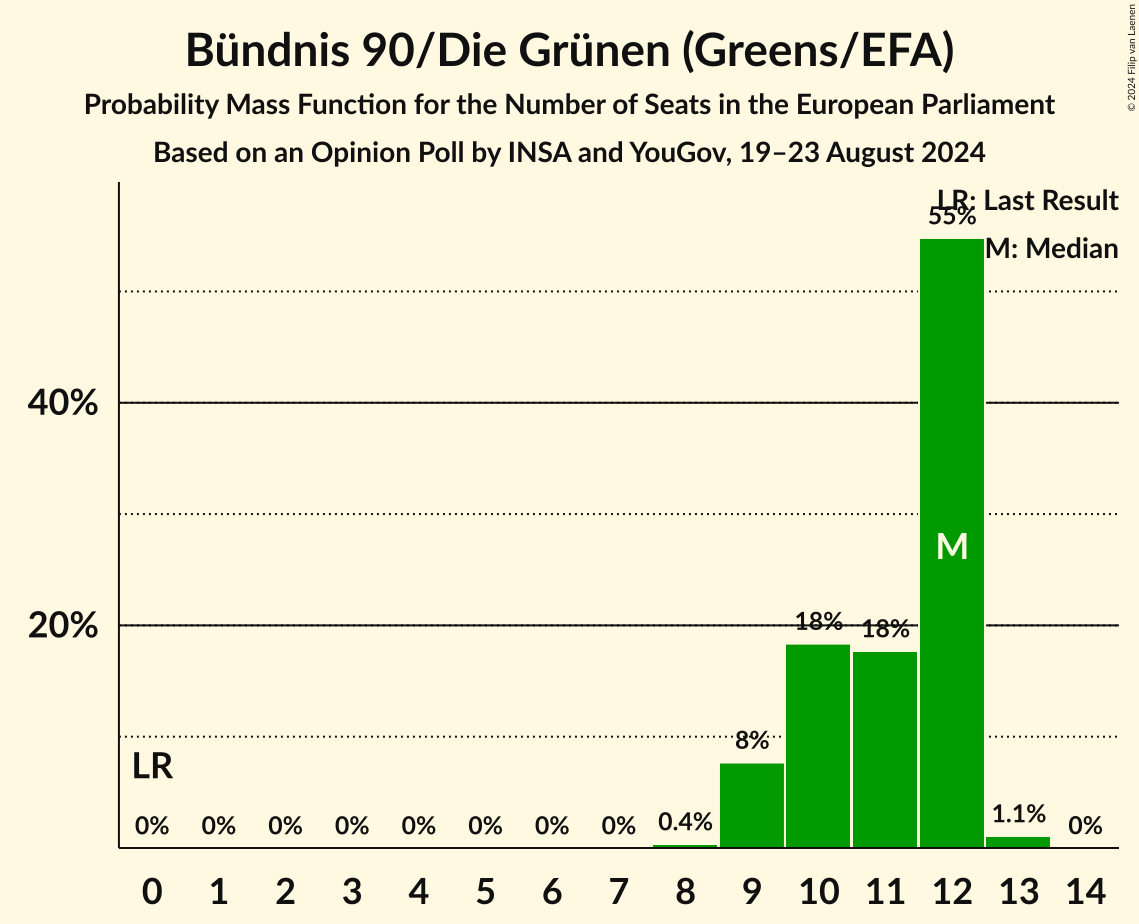 © 2024 Filip van Laenen
Bündnis 90/Die Grünen (Greens/EFA)
Probability Mass Function for the Number of Seats in the European Parliament
Based on an Opinion Poll by INSA and YouGov, 19–23 August 2024
LR: Last Result
M: Median
55%
40%
M
20%
18%
18%
8%
LR
0%
0%
0%
0%
0%
0%
0%
0%
0.4%
1.1%
0%
0 1 2 3 4 5 6 7 8 9 10 11 12 13 14